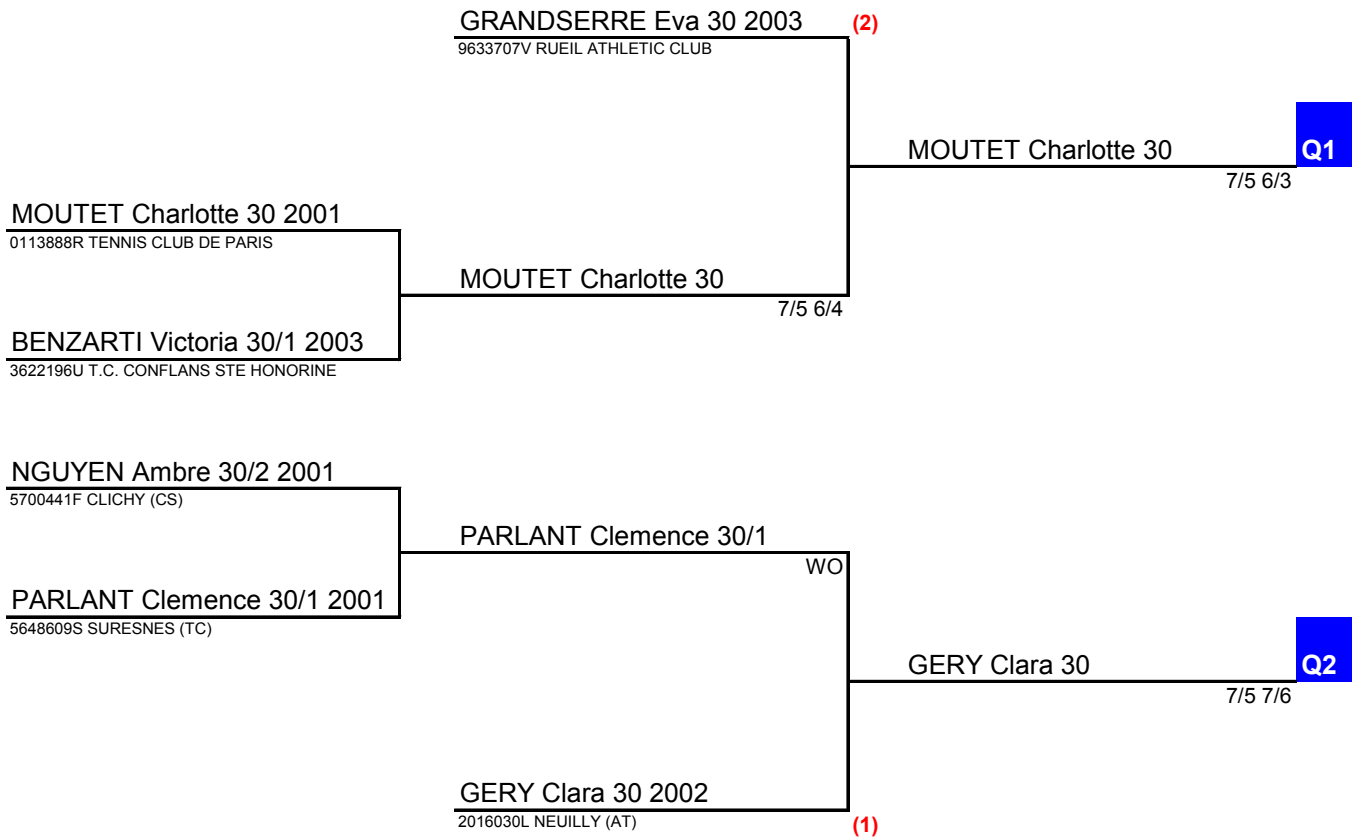 GRANDSERRE Eva 30 2003 (2)
9633707V RUEIL ATHLETIC CLUB
MOUTET Charlotte 30 Q1
7/5 6/3
MOUTET Charlotte 30 2001
0113888R TENNIS CLUB DE PARIS
MOUTET Charlotte 30
7/5 6/4
BENZARTI Victoria 30/1 2003
3622196U T.C. CONFLANS STE HONORINE
NGUYEN Ambre 30/2 2001
5700441F CLICHY (CS)
PARLANT Clemence 30/1
WO
PARLANT Clemence 30/1 2001
5648609S SURESNES (TC)
GERY Clara 30 Q2
7/5 7/6
GERY Clara 30 2002
2016030L NEUILLY (AT) (1)